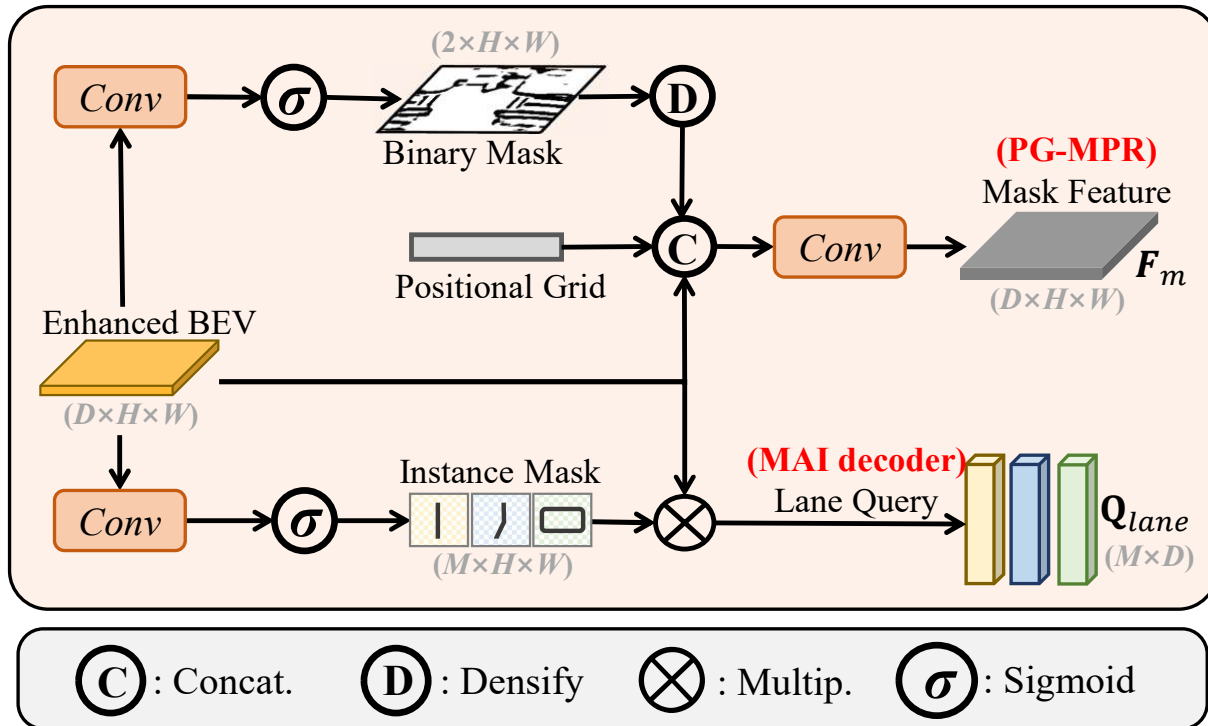 (2×H×W)
Conv
σ
D
Binary Mask
(PG-MPR)
Mask Feature
C
Conv
Positional Grid
F_m
(D×H×W)
Enhanced BEV
(D×H×W)
(MAI decoder)
Instance Mask
Lane Query
Conv
σ
Q_lane
(M×H×W)
(M×D)
C : Concat.
D : Densify
: Multip.
σ : Sigmoid